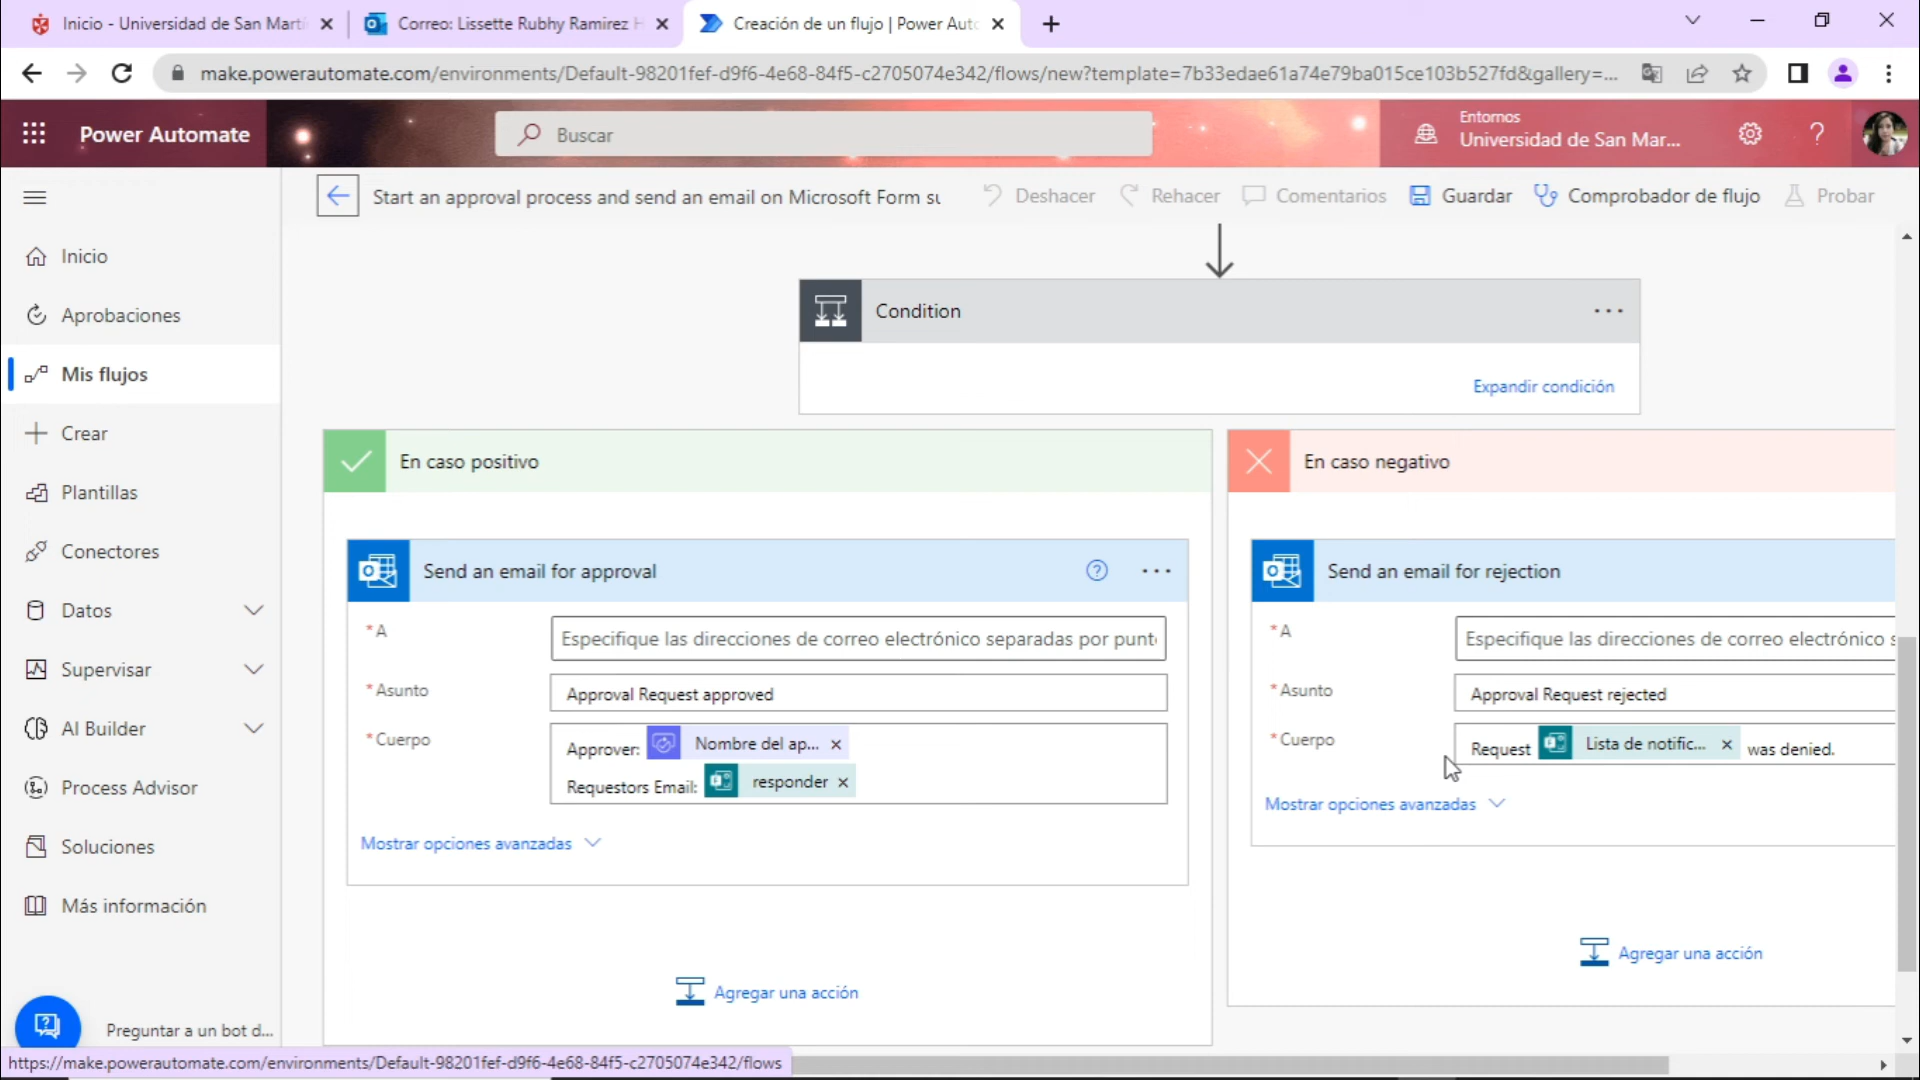 Inicio - Universidad de San Martí
Correo: Lissette Rubhy Ramirez H
Creación de un flujo | Power Auto
make.powerautomate.com/environments/Default-98201fef-d9f6-4e68-84f5-c2705074e342/flows/new?template=7b33edae61a74e79ba015ce103b527fd&gallery=...
Power Automate
Buscar
Entornos
Universidad de San Mar...
Start an approval process and send an email on Microsoft Form su
Deshacer
Rehacer
Comentarios
Guardar
Comprobador de flujo
Probar
Inicio
Aprobaciones
Mis flujos
Crear
Plantillas
Conectores
Datos
Supervisar
AI Builder
Process Advisor
Soluciones
Más información
Preguntar a un bot d...
Condition
Expandir condición
En caso positivo
Send an email for approval
*A
Especifique las direcciones de correo electrónico separadas por punt
*Asunto
Approval Request approved
*Cuerpo
Approver: Nombre del ap...
Requestors Email: responder
Mostrar opciones avanzadas
Agregar una acción
En caso negativo
Send an email for rejection
*A
Especifique las direcciones de correo electrónico s
*Asunto
Approval Request rejected
*Cuerpo
Request Lista de notific... was denied.
Mostrar opciones avanzadas
Agregar una acción
https://make.powerautomate.com/environments/Default-98201fef-d9f6-4e68-84f5-c2705074e342/flows